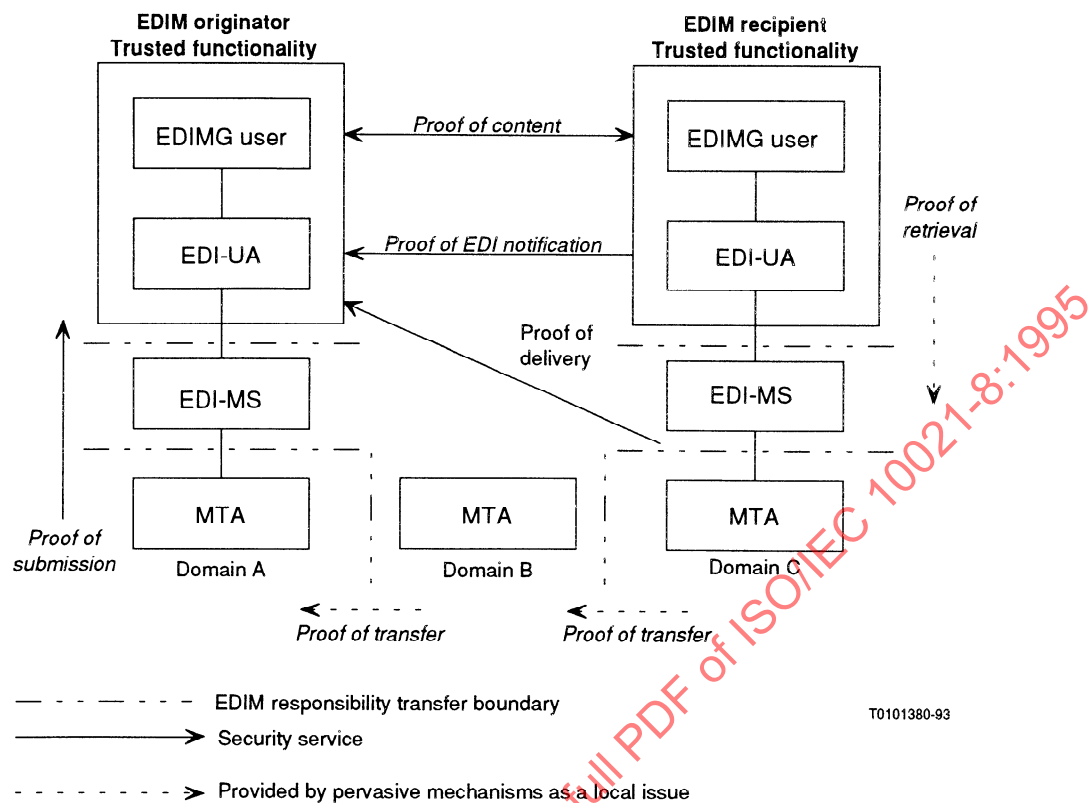 EDIM originator
Trusted functionality
EDIM recipient
Trusted functionality
EDIMG user
Proof of content
EDIMG user
Proof of
retrieval
EDI-UA
Proof of EDI notification
EDI-UA
Proof of
delivery
EDI-MS
EDI-MS
MTA
MTA
MTA
Proof of
submission
Domain A
Domain B
Domain C
Proof of transfer
Proof of transfer
EDIM responsibility transfer boundary
T0101380-93
Security service
Provided by pervasive mechanisms as a local issue
full PDF of ISO/IEC 10021-8:1995